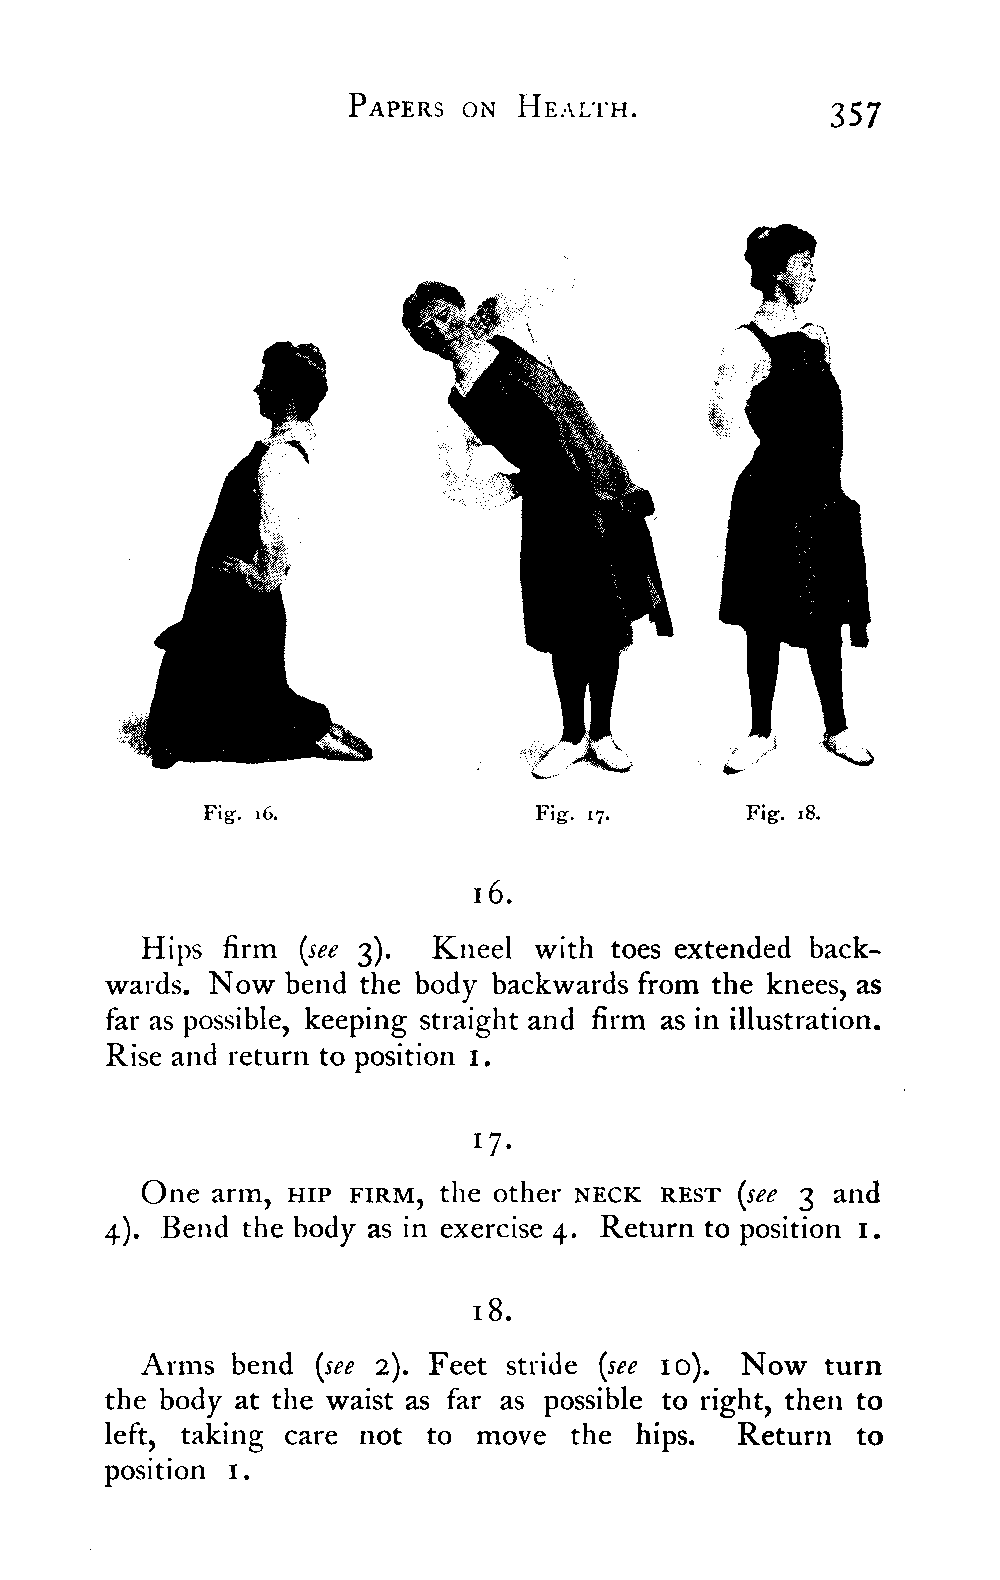 Papers on Health.
357
Fig. 16.
Fig. 17.
Fig. 18.
16.
Hips firm (see 3). Kneel with toes extended back-
wards. Now bend the body backwards from the knees, as
far as possible, keeping straight and firm as in illustration.
Rise and return to position 1.
17.
One arm, HIP FIRM, the other NECK REST (see 3 and
4). Bend the body as in exercise 4. Return to position 1.
18.
Arms bend (see 2). Feet stride (see 10). Now turn
the body at the waist as far as possible to right, then to
left, taking care not to move the hips. Return to
position 1.